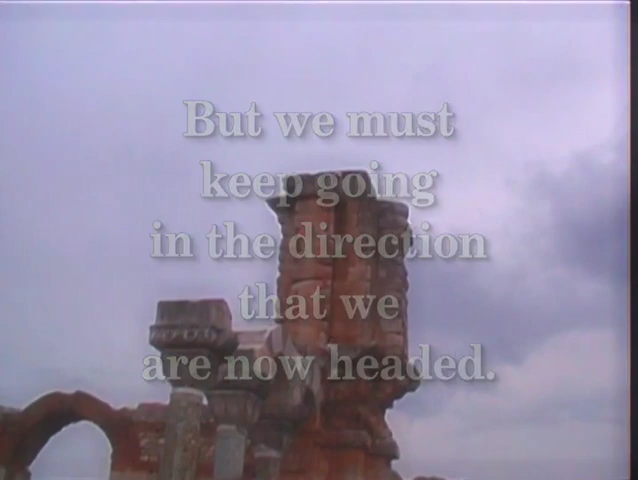 But we must
keep going
in the direction
that we
are now headed.